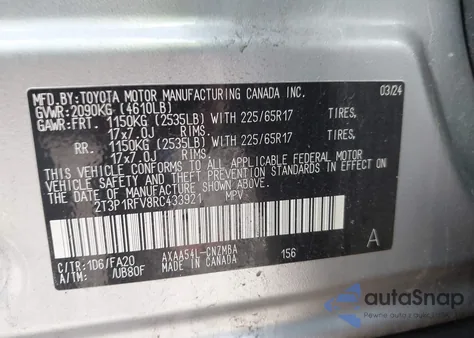 MFD.BY:TOYOTA MOTOR MANUFACTURING CANADA INC. 03/24
GVWR:2090KG (4610LB)
GAWR:FRT. 1150KG (2535LB) WITH 225/65R17 TIRES,
17x7.0J RIMS,
RR. 1150KG (2535LB) WITH 225/65R17 TIRES,
17x7.0J RIMS.
THIS VEHICLE CONFORMS TO ALL APPLICABLE FEDERAL MOTOR
VEHICLE SAFETY AND THEFT PREVENTION STANDARDS IN EFFECT ON
THE DATE OF MANUFACTURE SHOWN ABOVE.
2T3P1RFV8RC433921 MPV
C/TR:1D6/FA20 AXAA54L-CNZMBA 156 A
A/TM: /UB80F MADE IN CANADA
autaSnap